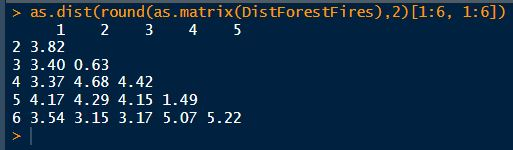 > as.dist(round(as.matrix(DistForestFires),2)[1:6, 1:6])
     1    2    3    4    5
2 3.82
3 3.40 0.63
4 3.37 4.68 4.42
5 4.17 4.29 4.15 1.49
6 3.54 3.15 3.17 5.07 5.22
>